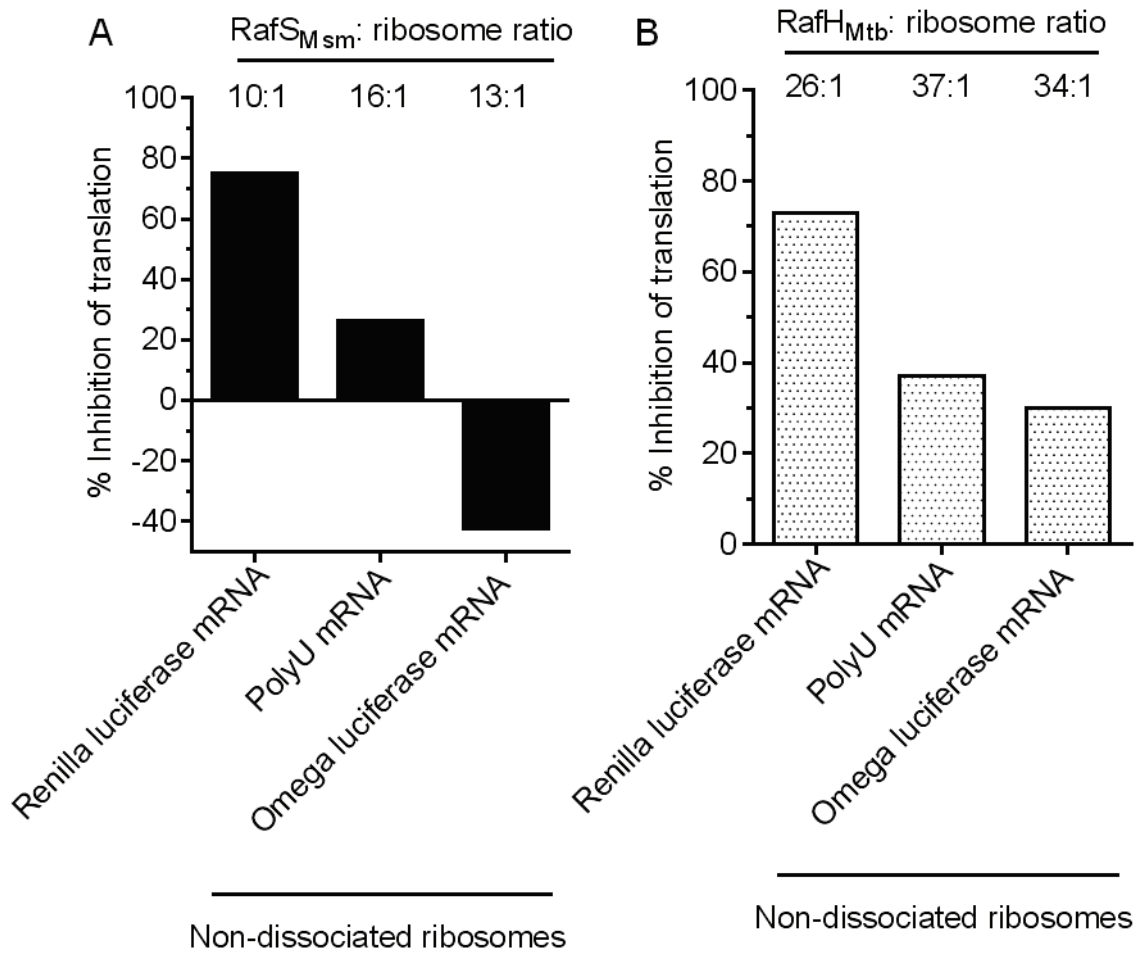 A
RafSMsm: ribosome ratio
10:1 16:1 13:1
% Inhibition of translation
100
80
60
40
20
0
-20
-40
Renilla luciferase mRNA
PolyU mRNA
Omega luciferase mRNA
Non-dissociated ribosomes
B
RafHMtb: ribosome ratio
26:1 37:1 34:1
% Inhibition of translation
100
80
60
40
20
0
Renilla luciferase mRNA
PolyU mRNA
Omega luciferase mRNA
Non-dissociated ribosomes